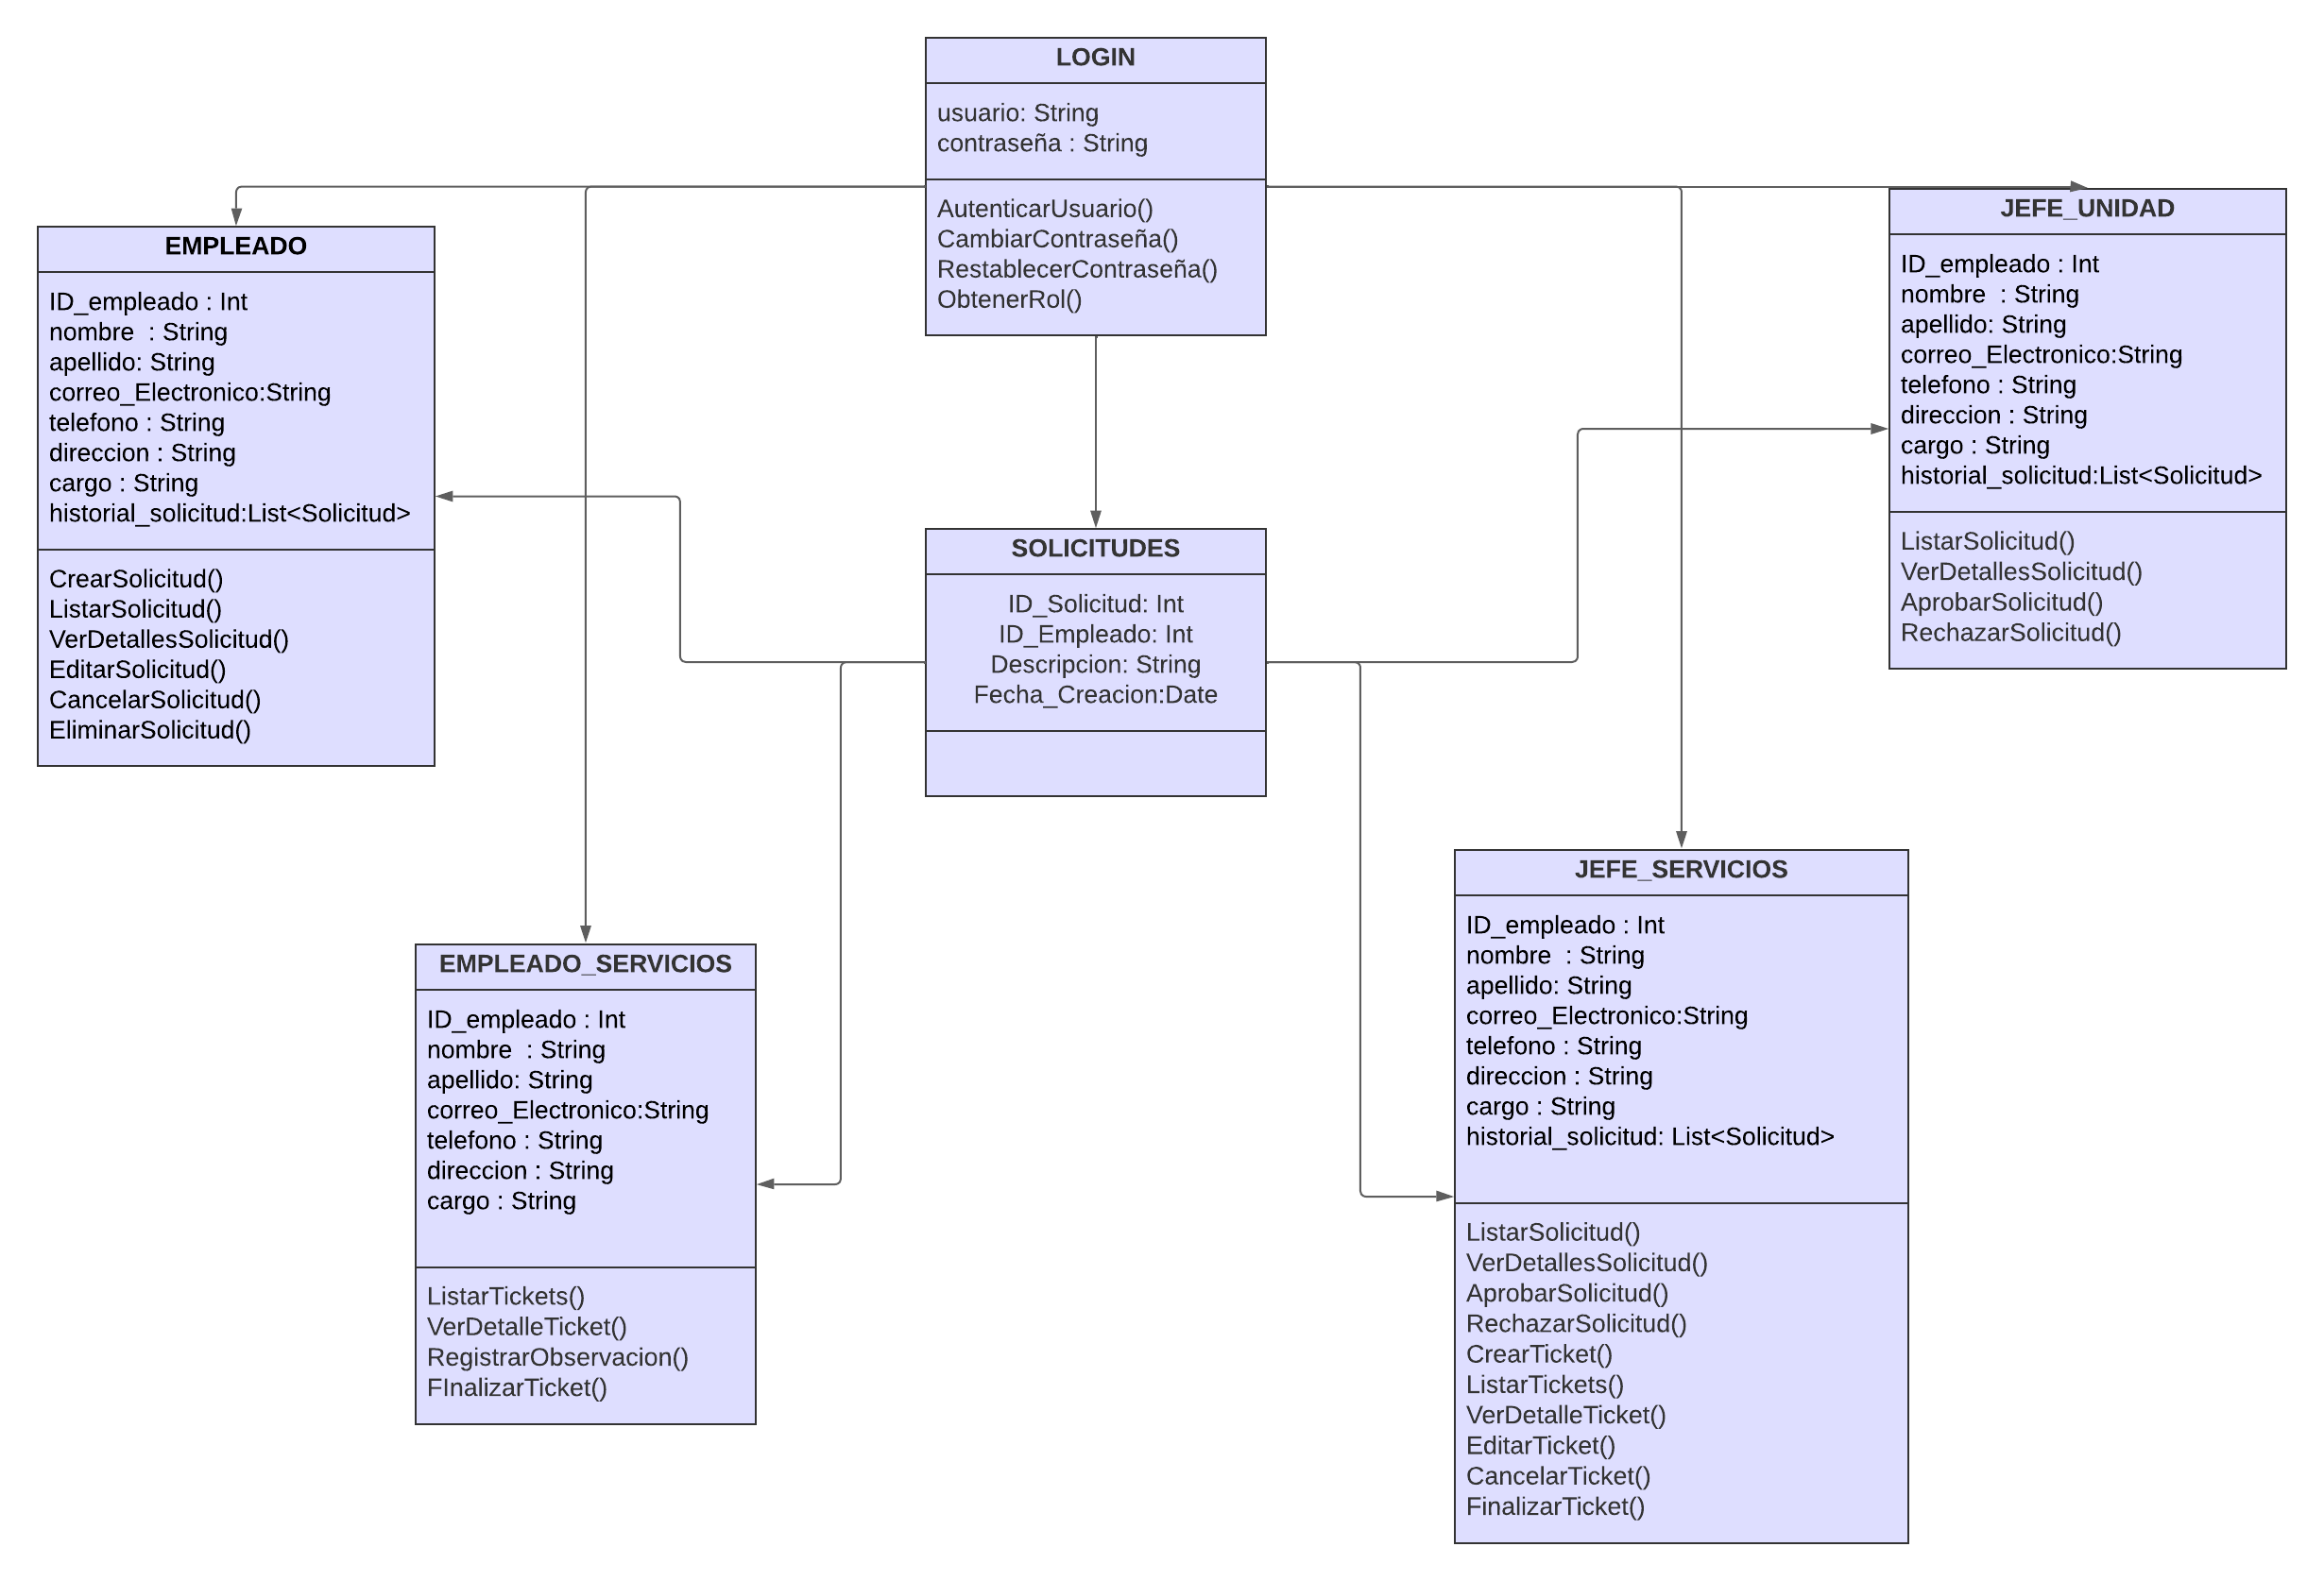 LOGIN
usuario: String
contraseña : String
AutenticarUsuario()
CambiarContraseña()
RestablecerContraseña()
ObtenerRol()
EMPLEADO
ID_empleado : Int
nombre  : String
apellido: String
correo_Electronico:String
telefono : String
direccion : String
cargo : String
historial_solicitud:List<Solicitud>
CrearSolicitud()
ListarSolicitud()
VerDetallesSolicitud()
EditarSolicitud()
CancelarSolicitud()
EliminarSolicitud()
JEFE_UNIDAD
ID_empleado : Int
nombre  : String
apellido: String
correo_Electronico:String
telefono : String
direccion : String
cargo : String
historial_solicitud:List<Solicitud>
ListarSolicitud()
VerDetallesSolicitud()
AprobarSolicitud()
RechazarSolicitud()
SOLICITUDES
ID_Solicitud: Int
ID_Empleado: Int
Descripcion: String
Fecha_Creacion:Date
EMPLEADO_SERVICIOS
ID_empleado : Int
nombre  : String
apellido: String
correo_Electronico:String
telefono : String
direccion : String
cargo : String
ListarTickets()
VerDetalleTicket()
RegistrarObservacion()
FInalizarTicket()
JEFE_SERVICIOS
ID_empleado : Int
nombre  : String
apellido: String
correo_Electronico:String
telefono : String
direccion : String
cargo : String
historial_solicitud: List<Solicitud>
ListarSolicitud()
VerDetallesSolicitud()
AprobarSolicitud()
RechazarSolicitud()
CrearTicket()
ListarTickets()
VerDetalleTicket()
EditarTicket()
CancelarTicket()
FinalizarTicket()